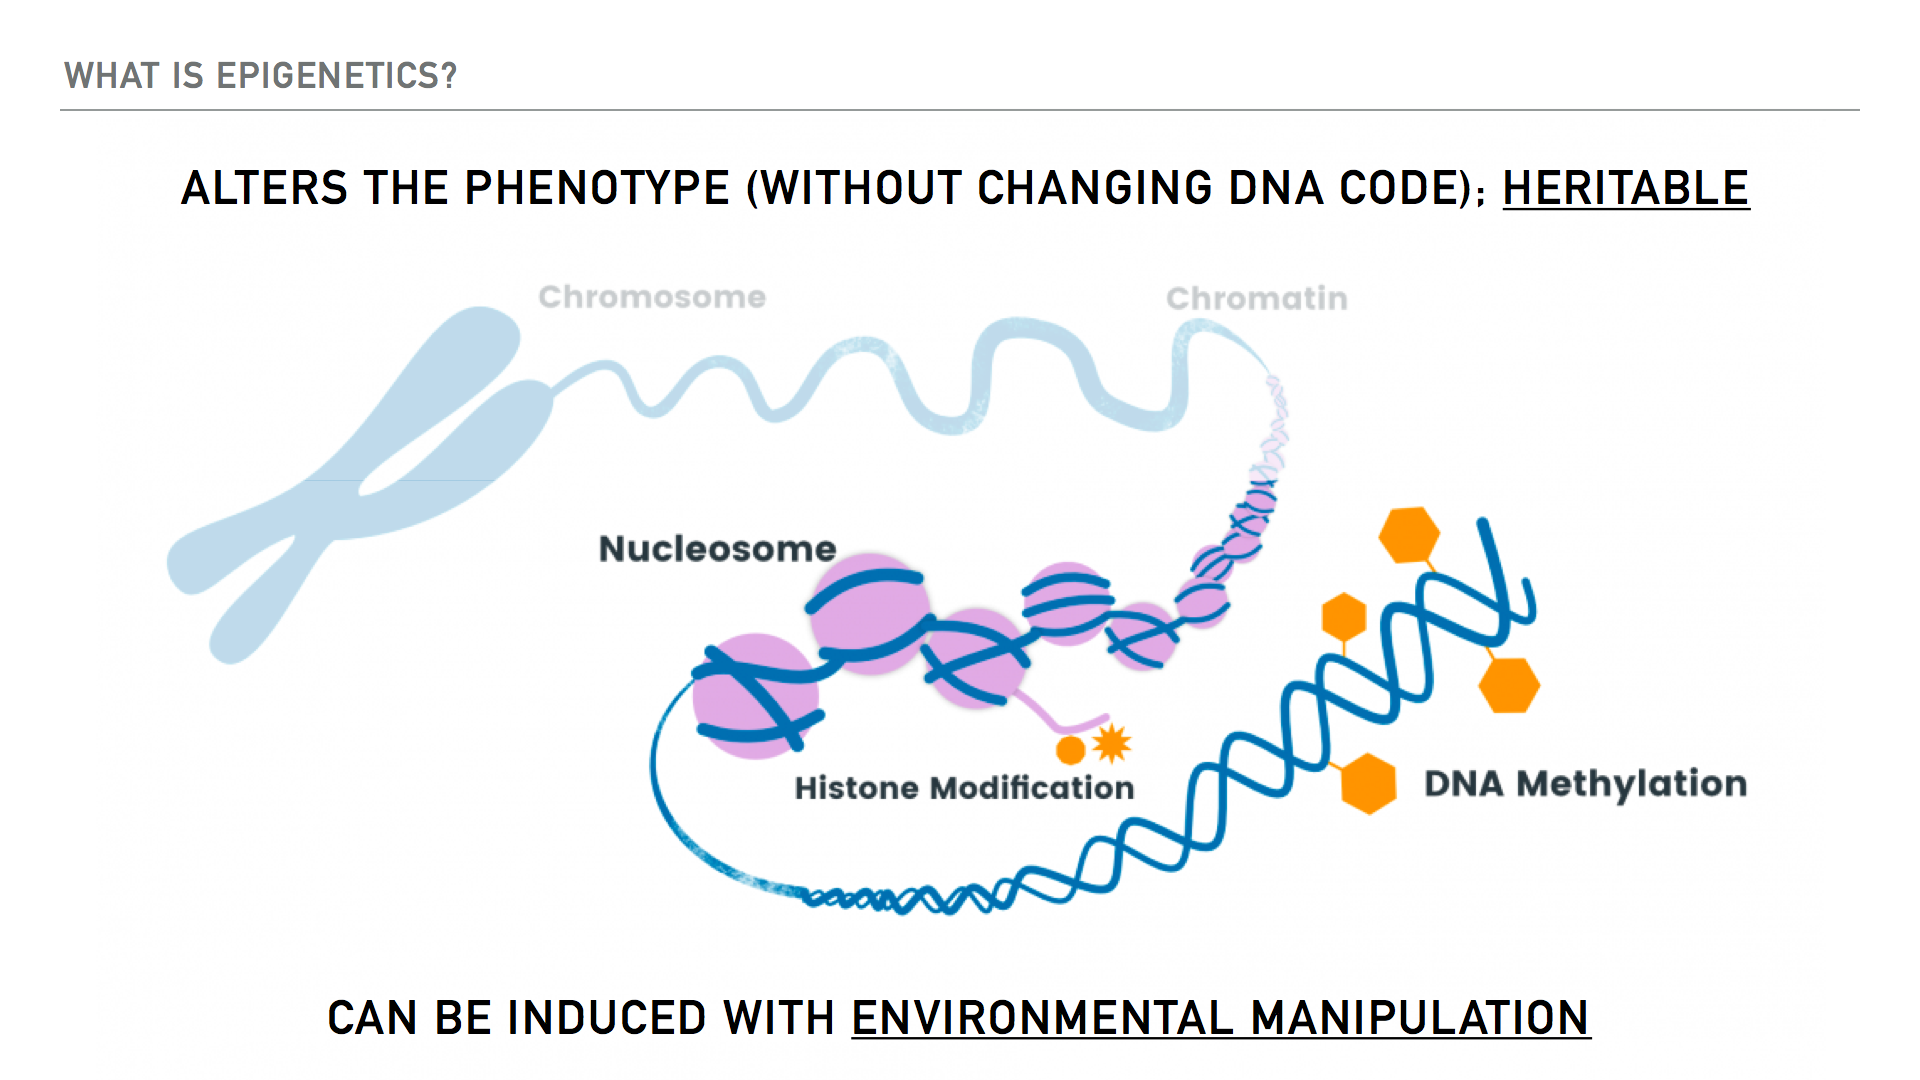 WHAT IS EPIGENETICS?
ALTERS THE PHENOTYPE (WITHOUT CHANGING DNA CODE); HERITABLE
Chromosome
Chromatin
Nucleosome
Histone Modification
DNA Methylation
CAN BE INDUCED WITH ENVIRONMENTAL MANIPULATION